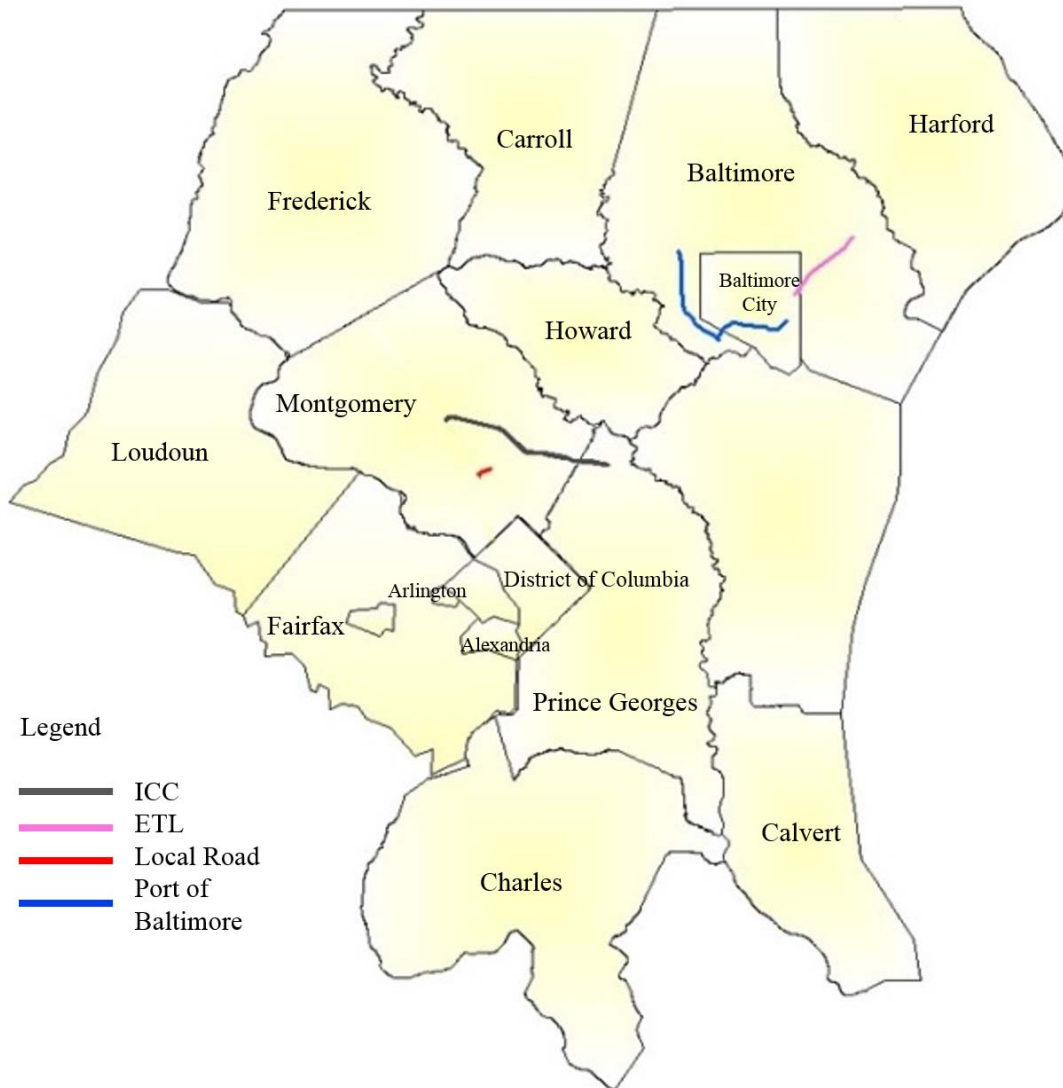 Harford
Carroll
Baltimore
Frederick
Baltimore
City
Howard
Montgomery
Loudoun
District of Columbia
Arlington
Fairfax
Alexandria
Prince Georges
Legend
ICC
ETL
Calvert
Local Road
Charles
Port of
Baltimore